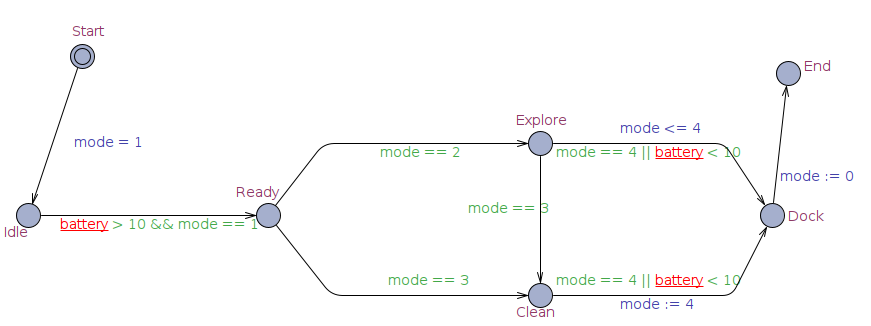 Start
End
Explore
mode <= 4
mode = 1
mode == 2
mode == 4 || battery < 10
mode := 0
Ready
mode == 3
Idle
battery > 10 && mode == 1
Dock
mode == 3
mode == 4 || battery < 10
Clean
mode := 4